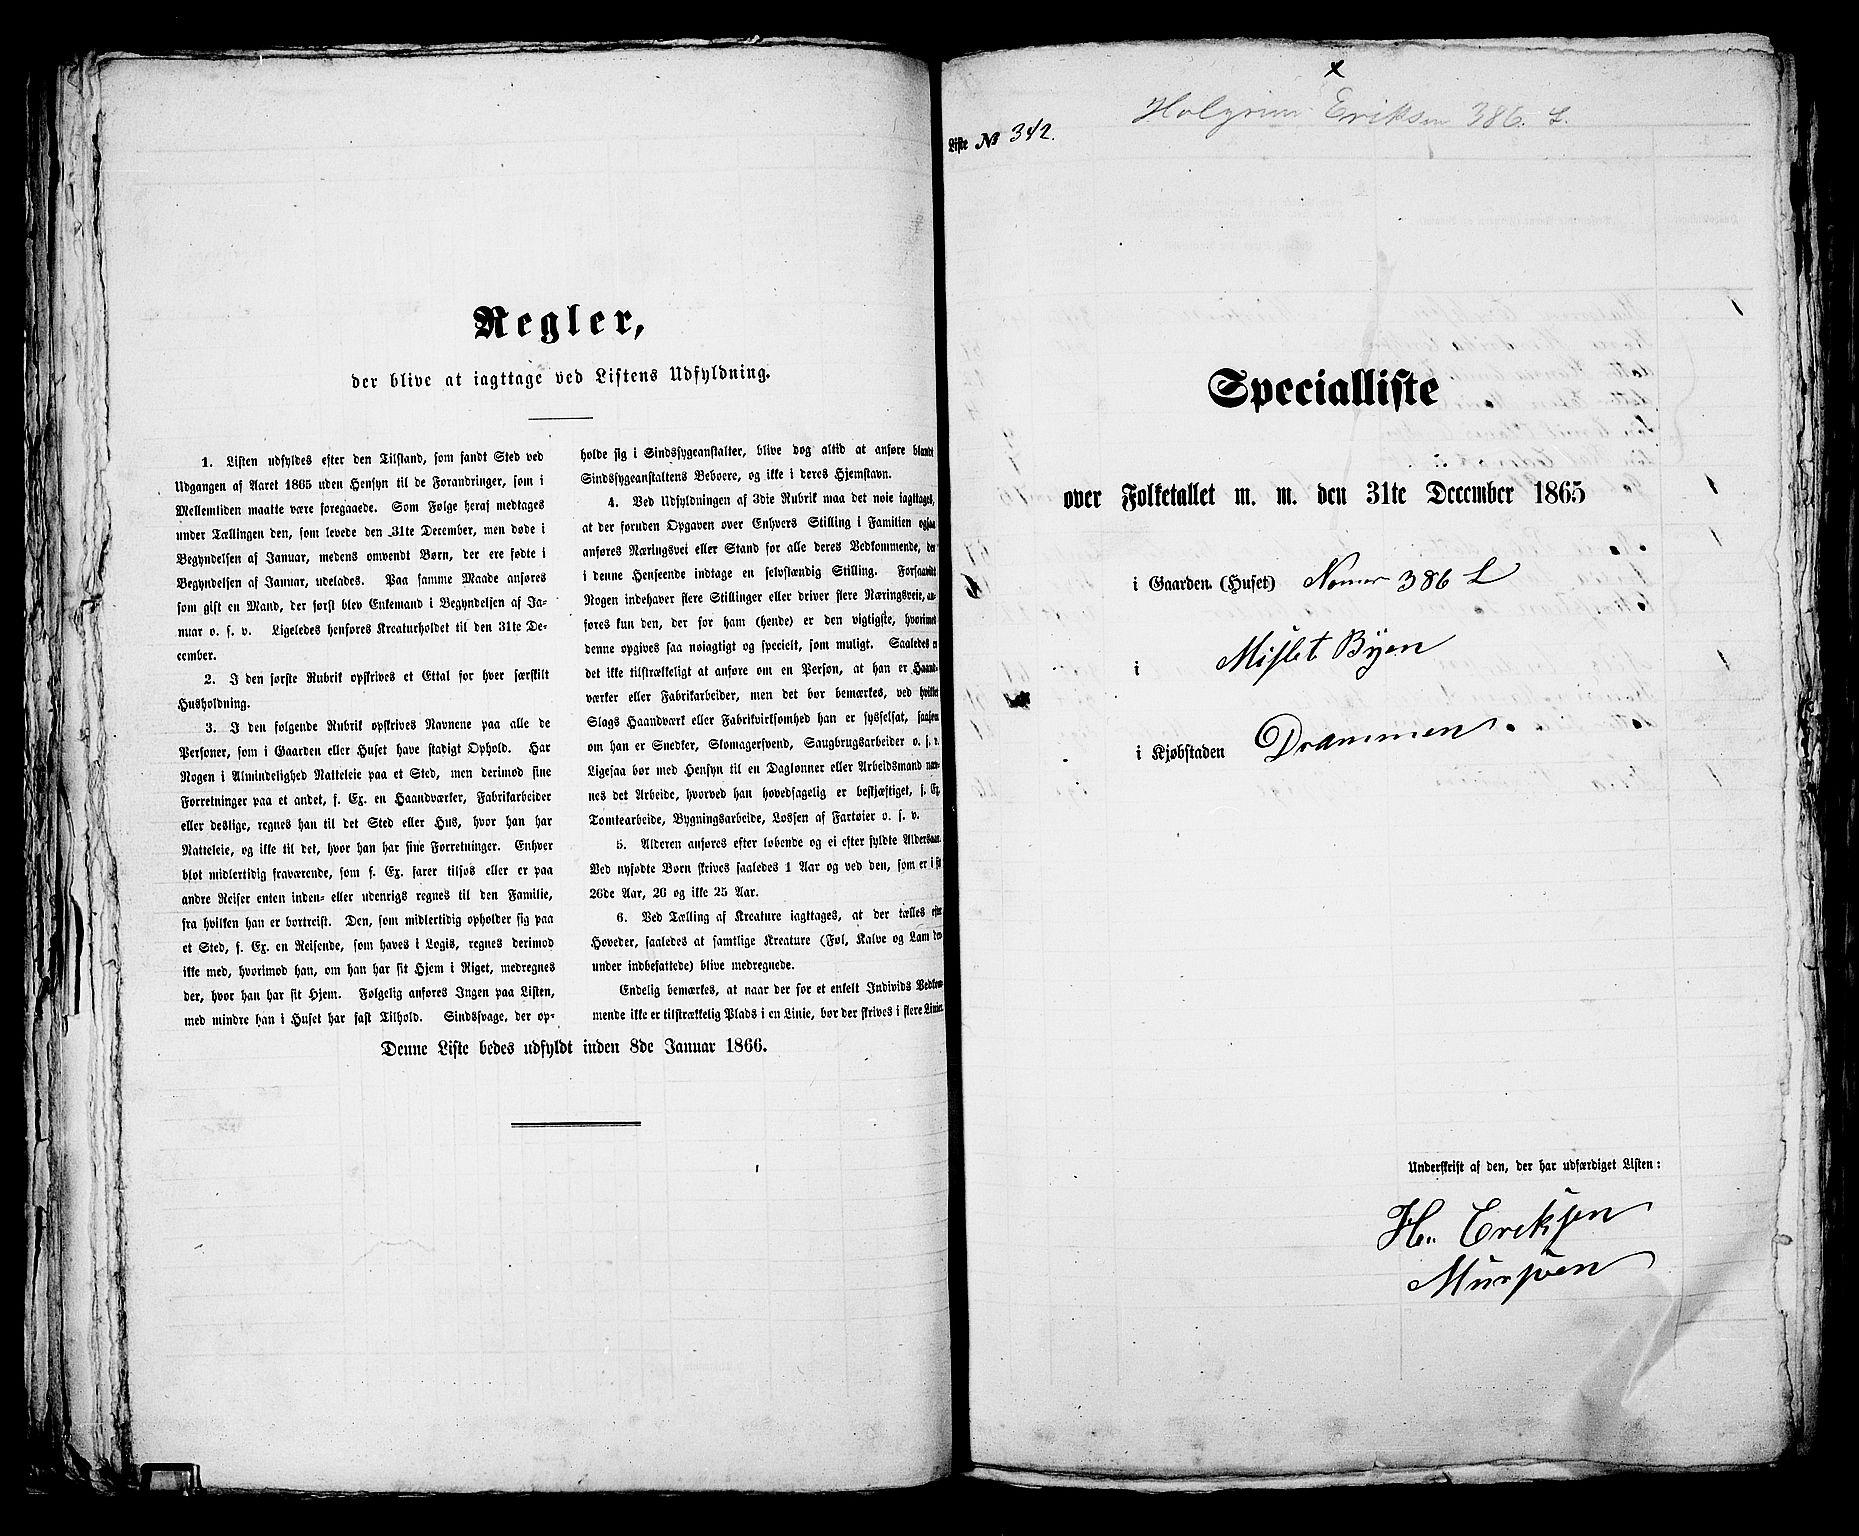 Regler,
der blive at iagttage ved Listens Udfyldning.
1. Listen udfyldes efter den Tilstand, som fandt Sted ved
Udgangen af Aaret 1865 uden Hensyn til de Forandringer, som i
Mellemtiden maatte være foregaaede. Som Følge heraf medtages
under Tællingen den, som levede den 31te December, men døde i
Begyndelsen af Januar, medens omvendt Børn, der ere fødte i
Begyndelsen af Januar, udelades. Paa samme Maade anføres
som gift en Mand, der først blev Enkemand i Begyndelsen af Ja-
nuar o. s. v. Ligeledes henføres Kreaturholdet til den 31te De-
cember.
2. I den første Rubrik opskrives et Ettal for hver særskilt
Husholdning.
3. I den følgende Rubrik opskrives Navnene paa alle de
Personer, som i Gaarden eller Huset have stadigt Ophold. Har
Nogen i Almindelighed Natteleie paa et Sted, men derimod sine
Forretninger paa et andet, f. Ex. en Haandværker, Fabrikarbeider
eller deslige, regnes han til det Sted eller Hus, hvor han har
Natteleie, og ikke til det, hvor han har sine Forretninger. Enhver
blot midlertidig fraværende, som f. Ex. farer tilsøs eller er paa
andre Reiser enten inden- eller udenrigs regnes til den Familie,
fra hvilken han er bortreist. Den, som midlertidig opholder sig paa
et Sted, f. Ex. en Reisende, som haves i Logis, regnes derimod
ikke med, hvorimod han, om han har sit Hjem i Riget, medregnes
der, hvor han har sit Hjem. Følgelig anføres Ingen paa Listen,
med mindre han i Huset har fast Tilhold. Sindssvage, der op-
holde sig i Sindssygeanstalter, blive dog altid at anføre blandt
Sindssygeanstaltens Beboere, og ikke i deres Hjemstavn.
4. Ved Udfyldningen af 3die Rubrik maa det nøie iagttages,
at der foruden Opgaven over Enhvers Stilling i Familien ogsaa
anføres Næringsvei eller Stand for alle deres Vedkommende, der
i denne Henseende indtage en selvstændig Stilling. Forsaavidt
Nogen indehaver flere Stillinger eller driver flere Næringsveie, an-
føres kun den, der for ham (hende) er den vigtigste, hvorimod
denne opgives saa nøiagtigt og specielt, som muligt. Saaledes er
det ikke tilstrækkeligt at anføre om en Person, at han er Haand-
værker eller Fabrikarbeider, men det bør bemærkes, ved hvilket
Slags Haandværk eller Fabrikvirksomhed han er sysselsat, saasom
om han er Snedker, Skomagersvend, Saugbrugsarbeider o. s. v.
Ligesaa bør med Hensyn til en Daglønner eller Arbeidsmand næv-
nes det Arbeide, hvorved han hovedsagelig er beskjæftiget, f. Ex.
Tomtearbeide, Bygningsarbeide, Lossen af Fartøier o. s. v.
5. Alderen anføres efter løbende og ei efter fyldte Aldersaar.
Ved nyfødte Børn skrives saaledes 1 Aar og ved den, som er i sit
26de Aar, 26 og ikke 25 Aar.
6. Ved Tælling af Kreature iagttages, at der tælles efter
Hoveder, saaledes at samtlige Kreature (Føl, Kalve og Lam der-
under indbefattede) blive medregnede.
Endelig bemærkes, at naar der for et enkelt Individs Vedkom-
mende ikke er tilstrækkelig Plads i en Linie, bør der skrives i flere Linier.
Denne Liste bedes udfyldt inden 8de Januar 1866.
x
Eriksen 386. L.
Liste № 342.
Specialliste
over Folketallet m. m. den 31te December 1865
i Gaarden (Huset) Nomer 386 L
i Mislet Byen
i Kjøbstaden Drammen.
Underskrift af den, der har udfærdiget Listen:
H. Eriksen